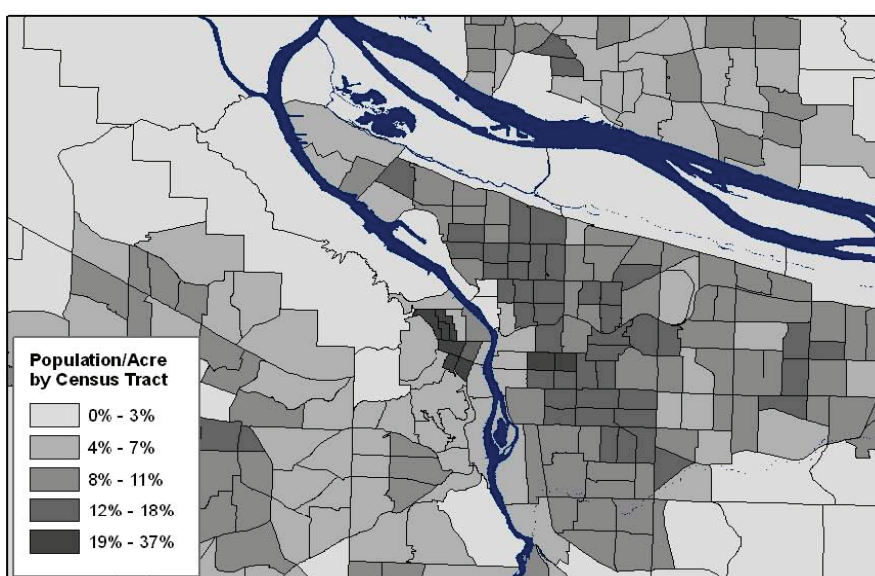 Population/Acre
by Census Tract
0% - 3%
4% - 7%
8% - 11%
12% - 18%
19% - 37%